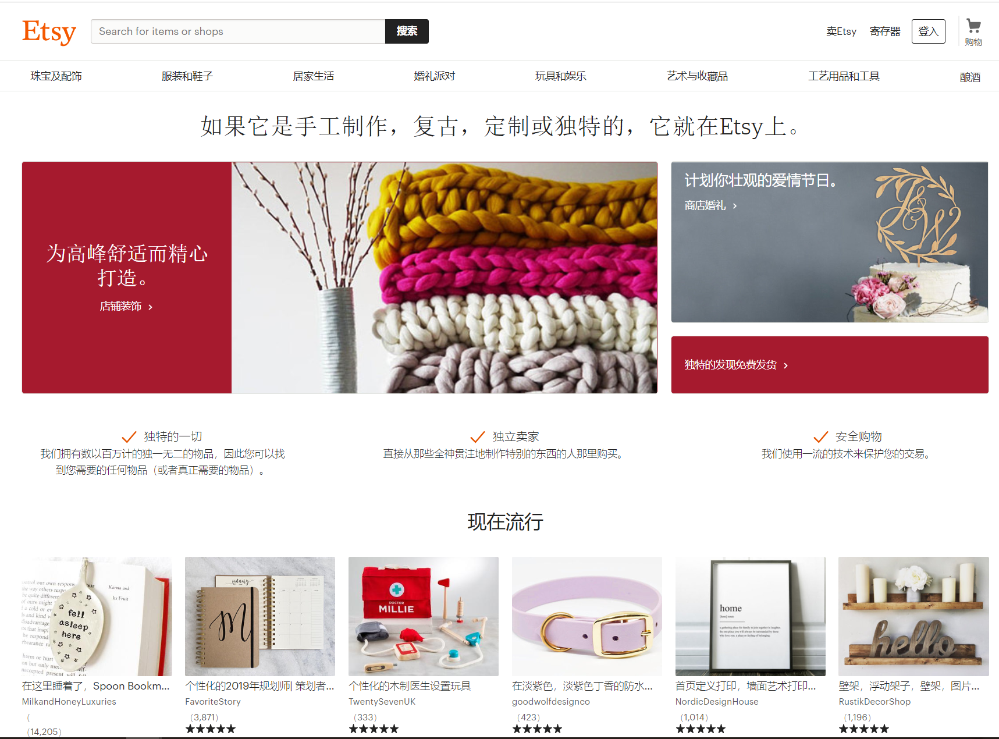 Etsy
Search for items or shops
搜索
卖Etsy
寄存器
登入
购物
珠宝及配饰
服装和鞋子
居家生活
婚礼派对
玩具和娱乐
艺术与收藏品
工艺用品和工具
酿酒
如果它是手工制作，复古，定制或独特的，它就在Etsy上。
为高峰舒适而精心
打造。
店铺装饰
计划你壮观的爱情节日。
商店婚礼
J&W
独特的发现免费发货
独特的一切
我们拥有数以百万计的独一无二的物品，因此您可以找
到您需要的任何物品（或者真正需要的物品）。
独立卖家
直接从那些全神贯注地制作特别的东西的人那里购买。
安全购物
我们使用一流的技术来保护您的交易。
现在流行
Karma and
Its Fruit
fell
asleep
here
january
M
DOCTOR
MILLIE
home
hello
在这里睡着了，Spoon Bookm...
MilkandHoneyLuxuries
（
（14,205）
个性化的2019年规划师| 策划者...
FavoriteStory
（3,871）
个性化的木制医生设置玩具
TwentySevenUK
（333）
在淡紫色，淡紫色丁香的防水...
goodwolfdesignco
（423）
首页定义打印，墙面艺术打印...
NordicDesignHouse
（1,014）
壁架，浮动架子，壁架，图片...
RustikDecorShop
（1,196）